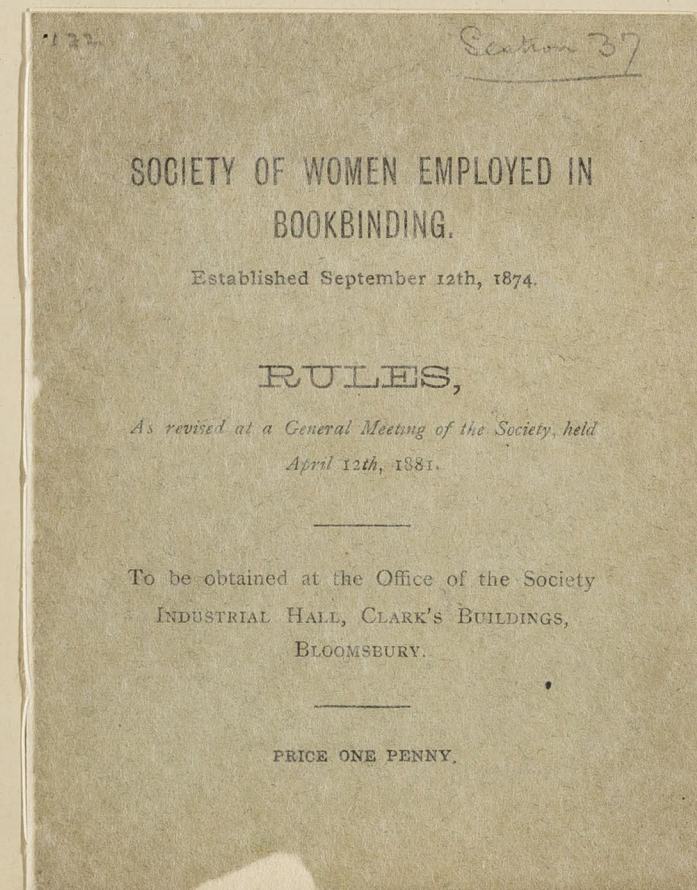 122
Section 37
SOCIETY OF WOMEN EMPLOYED IN
BOOKBINDING.
Established September 12th, 1874.
RULES,
As revised at a General Meeting of the Society, held
April 12th, 1881.
To be obtained at the Office of the Society
INDUSTRIAL HALL, CLARK'S BUILDINGS,
BLOOMSBURY.
PRICE ONE PENNY.